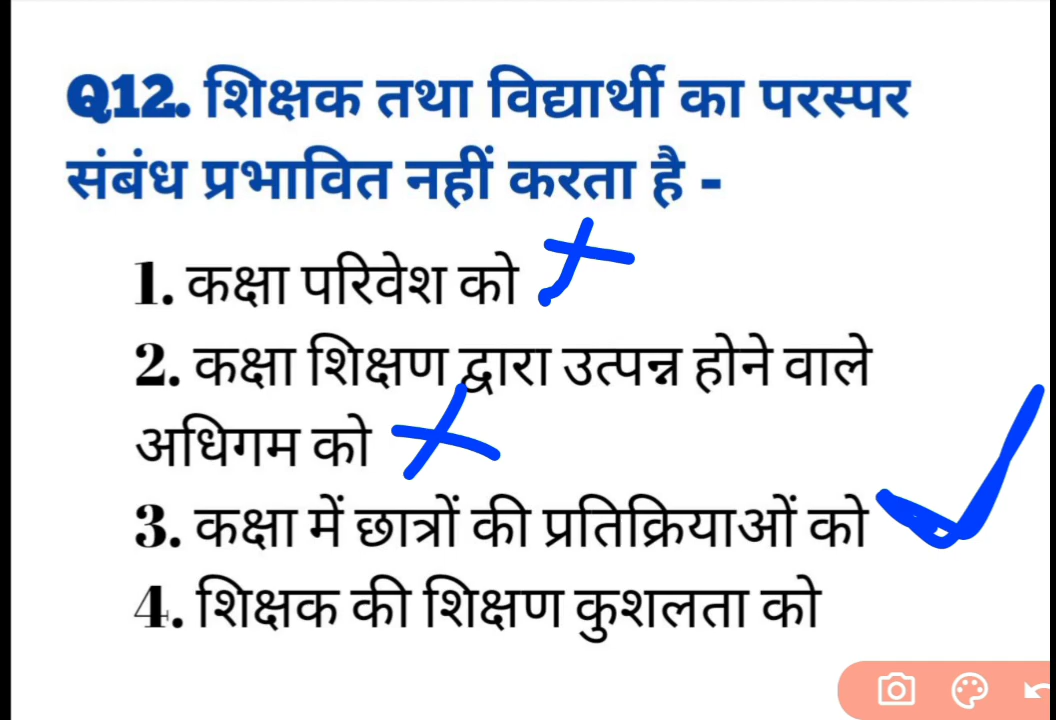 Q12. शिक्षक तथा विद्यार्थी का परस्पर
संबंध प्रभावित नहीं करता है -
1. कक्षा परिवेश को
2. कक्षा शिक्षण द्वारा उत्पन्न होने वाले
अधिगम को
3. कक्षा में छात्रों की प्रतिक्रियाओं को
4. शिक्षक की शिक्षण कुशलता को